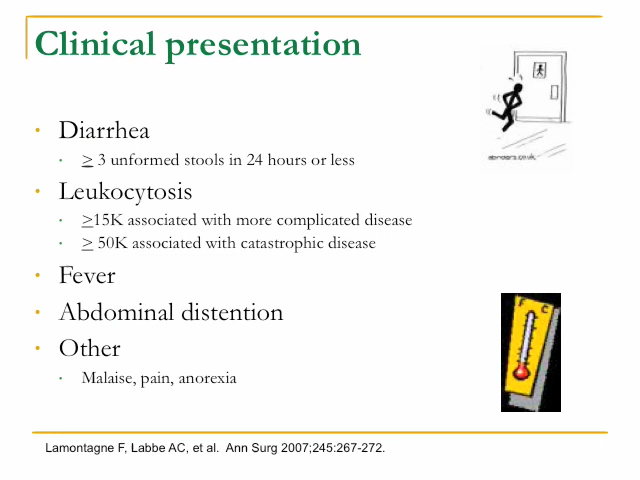 Clinical presentation
• Diarrhea
• ≥ 3 unformed stools in 24 hours or less
• Leukocytosis
• ≥15K associated with more complicated disease
• ≥ 50K associated with catastrophic disease
• Fever
• Abdominal distention
• Other
• Malaise, pain, anorexia
F C
Lamontagne F, Labbe AC, et al. Ann Surg 2007;245:267-272.